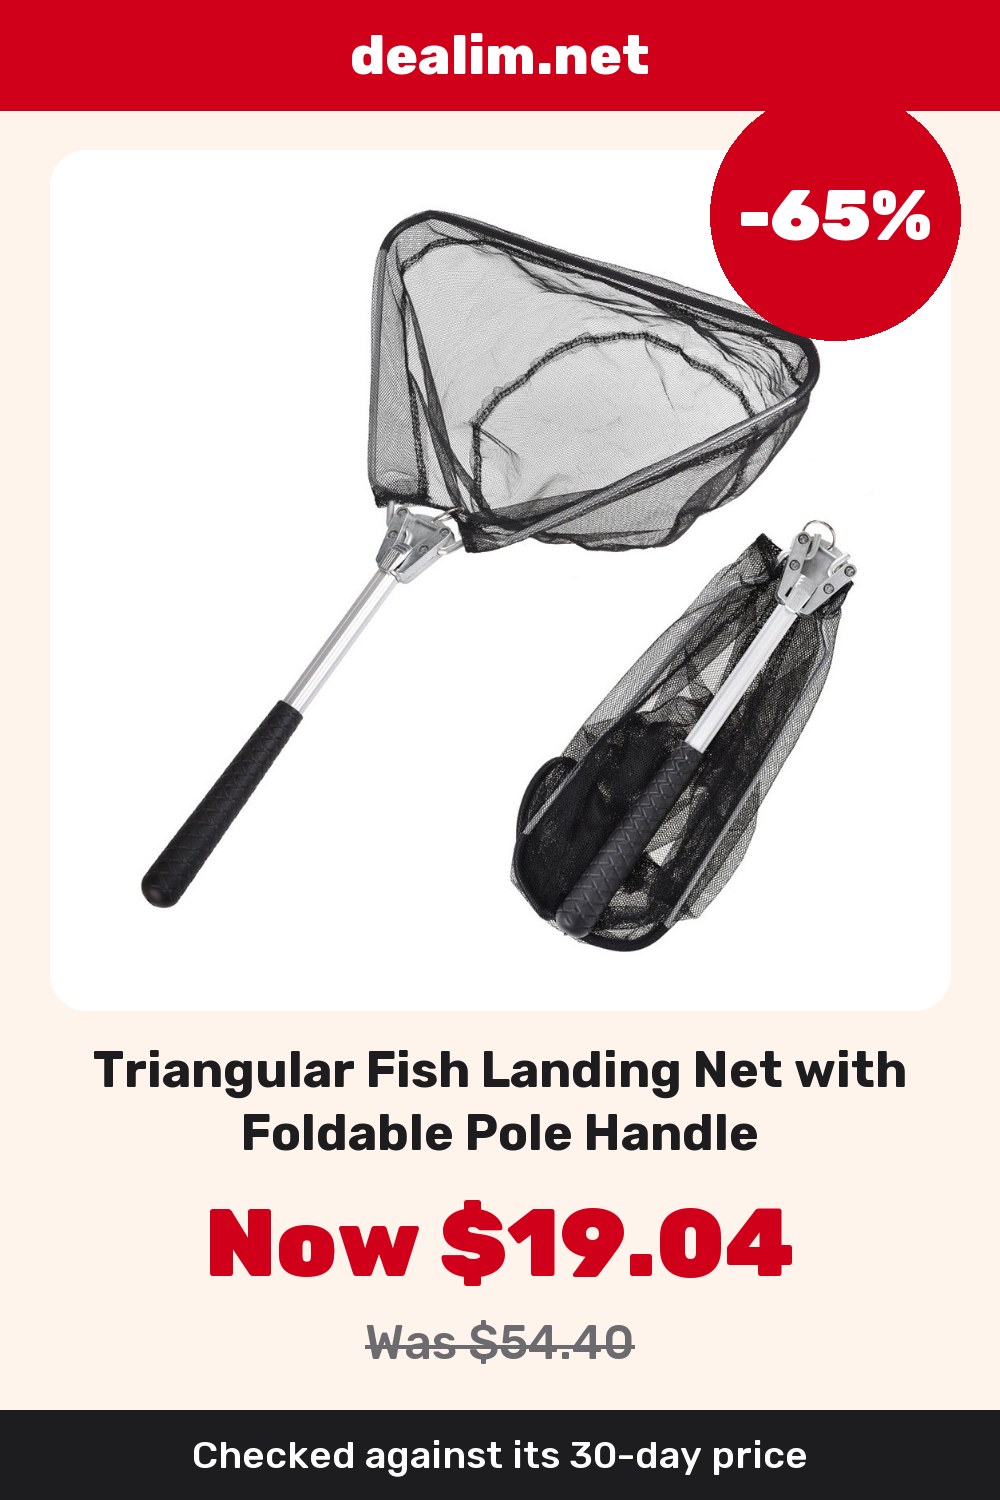 dealim.net
-65%
Triangular Fish Landing Net with
Foldable Pole Handle
Now $19.04
Was $54.40
Checked against its 30-day price